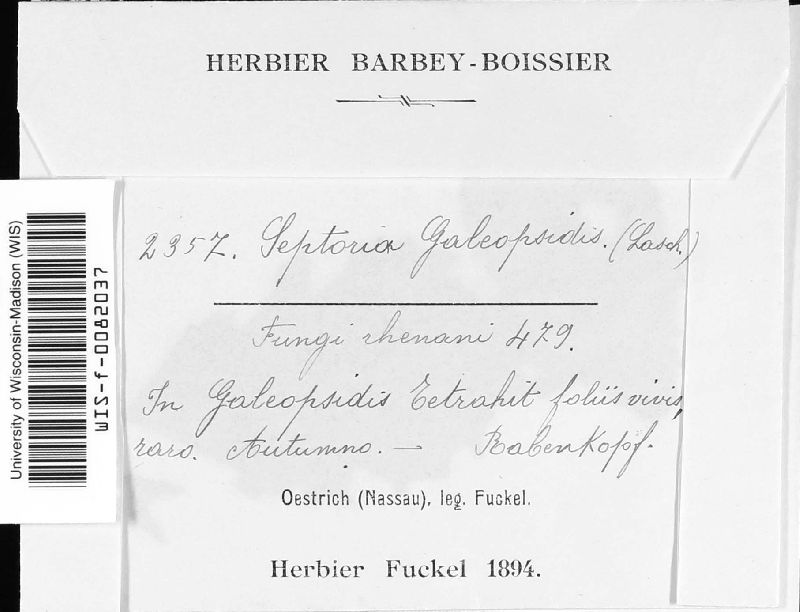 HERBIER BARBEY-BOISSIER
2357. Septoria Galeopsidis. (Lasch.)
Fungi rhenani 479.
In Galeopsidis Tetrahit foliis vivis,
raro. Autumno. — Rabenkopf.
Oestrich (Nassau), leg. Fuckel.
Herbier Fuckel 1894.
University of Wisconsin-Madison (WIS)
WIS-f-0082037